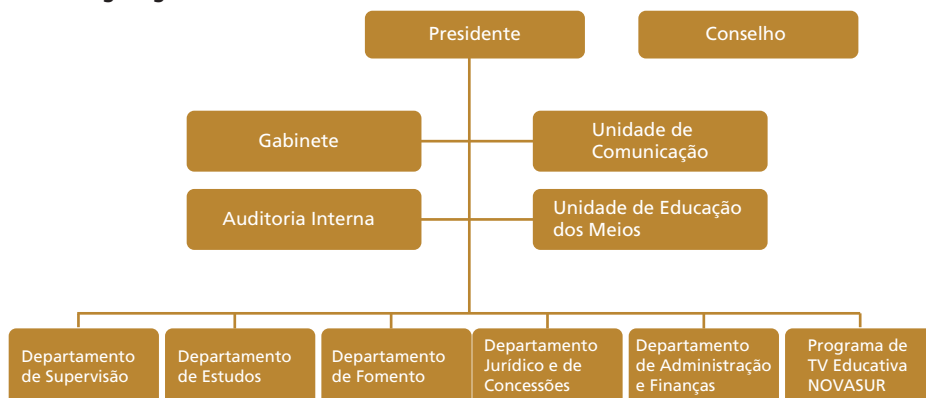 Presidente
Conselho
Gabinete
Unidade de
Comunicação
Auditoria Interna
Unidade de Educação
dos Meios
Departamento
de Supervisão
Departamento
de Estudos
Departamento
de Fomento
Departamento
Jurídico e de
Concessões
Departamento
de Administração
e Finanças
Programa de
TV Educativa
NOVASUR